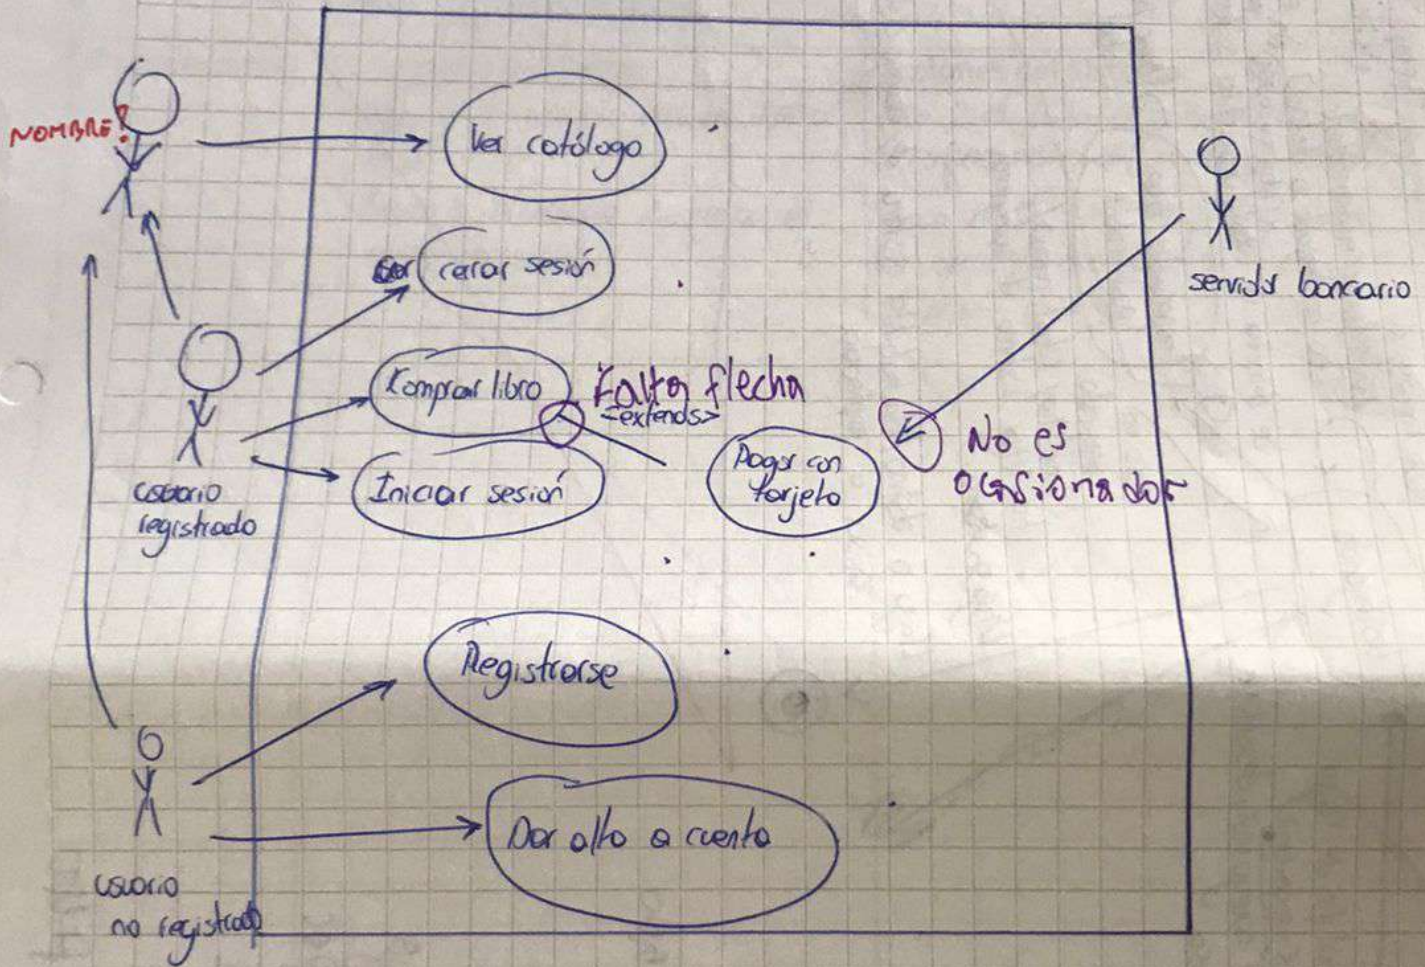 NOMBRE?
Ver catálogo
cerrar sesión
servidor bancario
Comprar libro
Falta flecha
<extends>
No es
ocasionador
Pagar con
tarjeta
Iniciar sesión
usuario
registrado
Registrarse
Dar alta a cuenta
usuario
no registrado